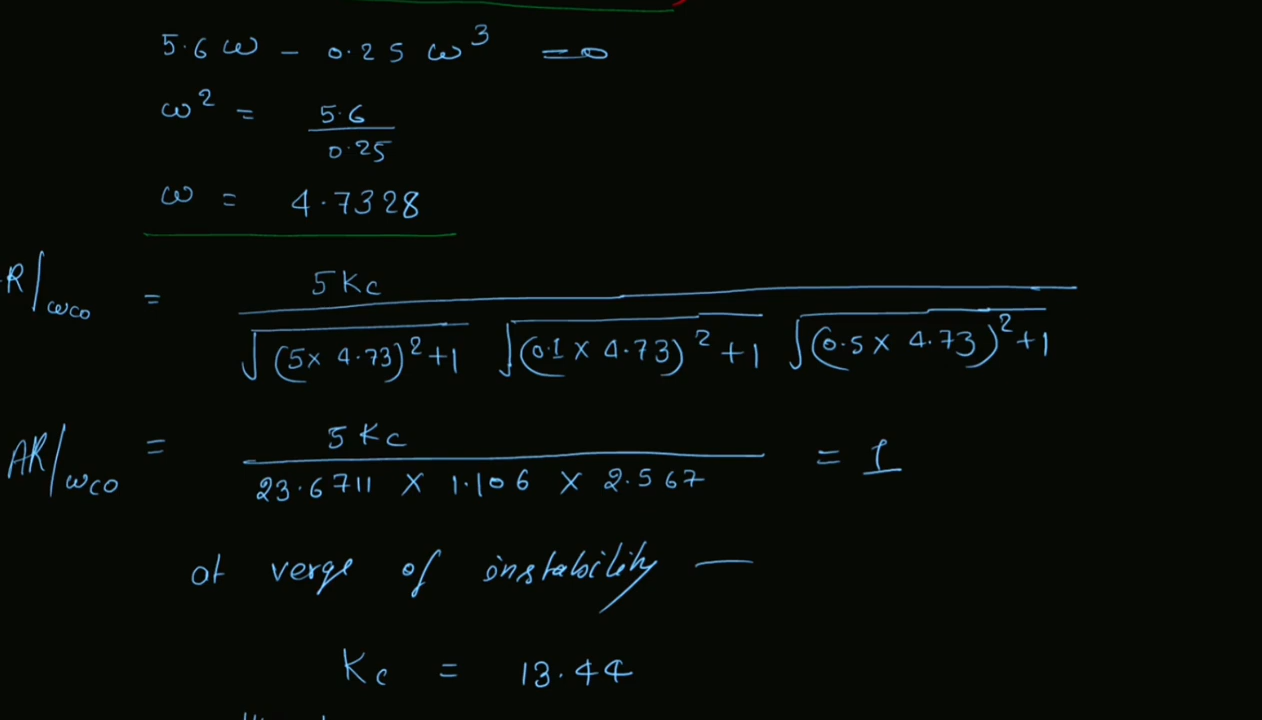 5.6 ω - 0.25 ω³ = 0
ω² = 5.6 / 0.25
ω = 4.7328
R/ωco = 5Kc / √(5× 4.73)²+1 √(0.1 × 4.73)²+1 √(0.5× 4.73)²+1
AR/ωco = 5 Kc / 23.6711 × 1.106 × 2.567 = 1
at verge of instability —
Kc = 13.44